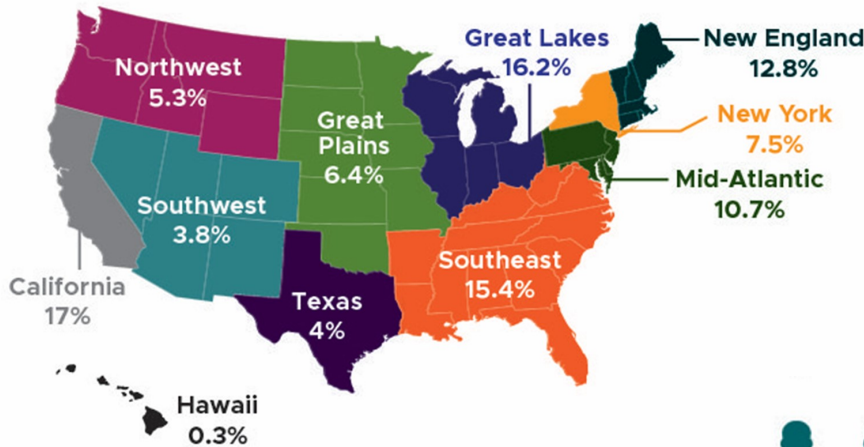 Great Lakes
16.2%
New England
12.8%
Northwest
5.3%
New York
7.5%
Great
Plains
6.4%
Mid-Atlantic
10.7%
Southwest
3.8%
Southeast
15.4%
California
17%
Texas
4%
Hawaii
0.3%